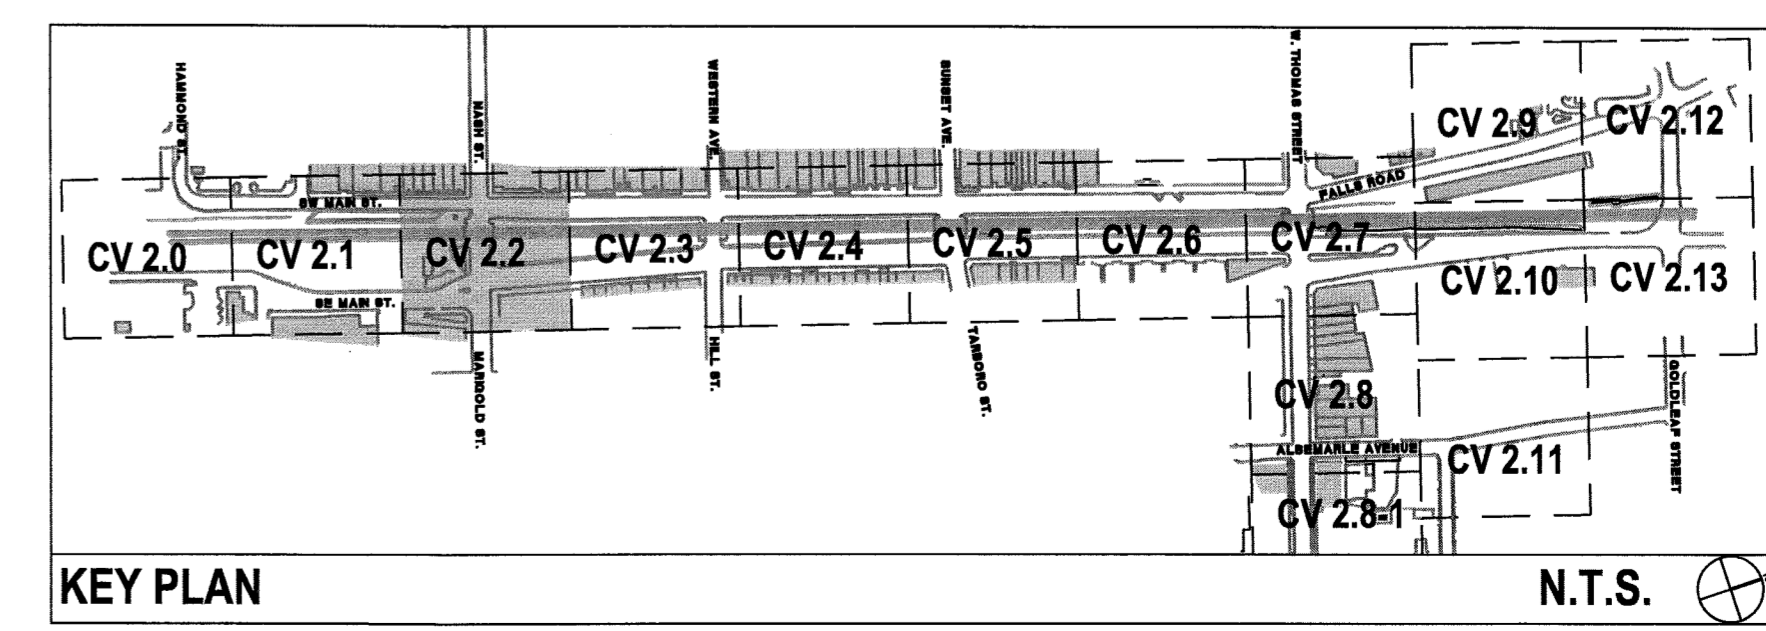 HAMMOND ST.
NASH ST.
WESTERN AVE.
SUNSET AVE.
W. THOMAS STREET
CV 2.9
CV 2.12
FALLS ROAD
SW MAIN ST.
CV 2.0
CV 2.1
CV 2.2
CV 2.3
CV 2.4
CV 2.5
CV 2.6
CV 2.7
CV 2.10
CV 2.13
SE MAIN ST.
MARIGOLD ST.
HILL ST.
TARBORO ST.
CV 2.8
GOLDLEAF STREET
ALBEMARLE AVENUE
CV 2.11
CV 2.8-1
KEY PLAN
N.T.S.